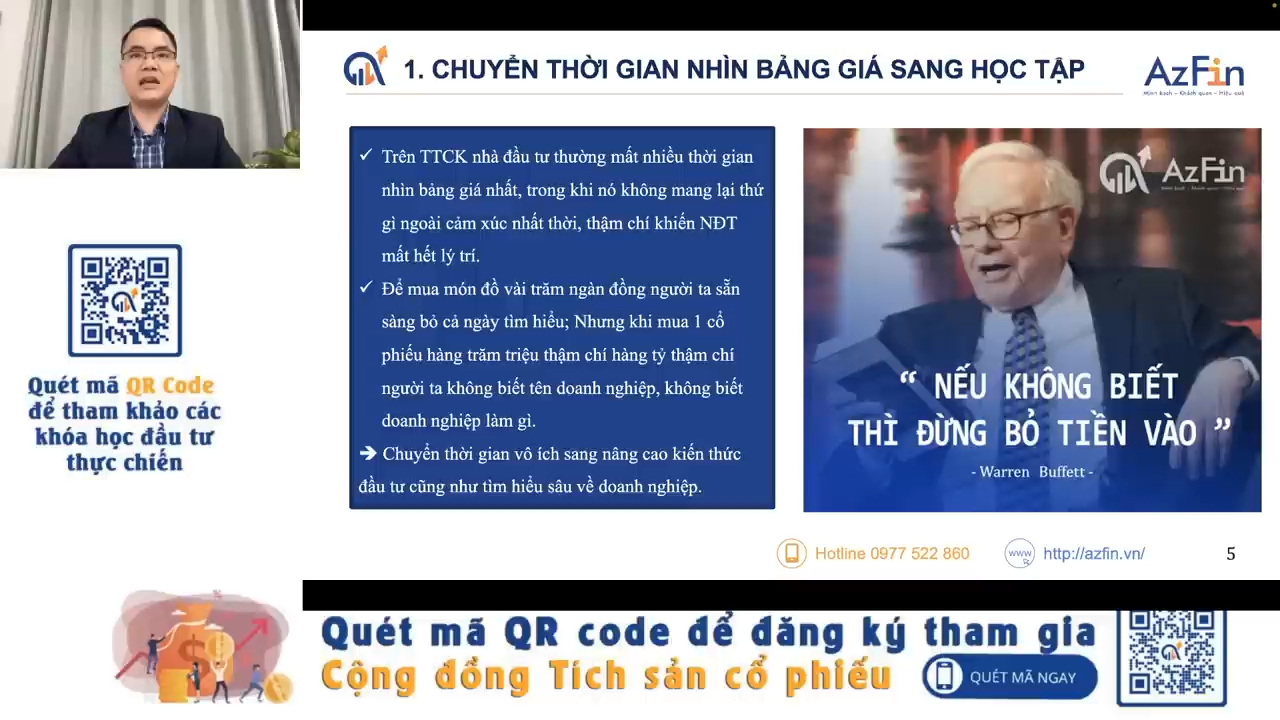 1. CHUYỂN THỜI GIAN NHÌN BẢNG GIÁ SANG HỌC TẬP
AzFin
Minh bạch - Khách quan - Hiệu quả
✓ Trên TTCK nhà đầu tư thường mất nhiều thời gian
nhìn bảng giá nhất, trong khi nó không mang lại thứ
gì ngoài cảm xúc nhất thời, thậm chí khiến NĐT
mất hết lý trí.
✓ Để mua món đồ vài trăm ngàn đồng người ta sẵn
sàng bỏ cả ngày tìm hiểu; Nhưng khi mua 1 cổ
phiếu hàng trăm triệu thậm chí hàng tỷ thậm chí
người ta không biết tên doanh nghiệp, không biết
doanh nghiệp làm gì.
➔ Chuyển thời gian vô ích sang nâng cao kiến thức
đầu tư cũng như tìm hiểu sâu về doanh nghiệp.
AzFin
“ NẾU KHÔNG BIẾT
THÌ ĐỪNG BỎ TIỀN VÀO ”
- Warren Buffett -
Quét mã QR Code
để tham khảo các
khóa học đầu tư
thực chiến
Hotline 0977 522 860
www
http://azfin.vn/
5
Quét mã QR code để đăng ký tham gia
Cộng đồng Tích sản cổ phiếu
QUÉT MÃ NGAY